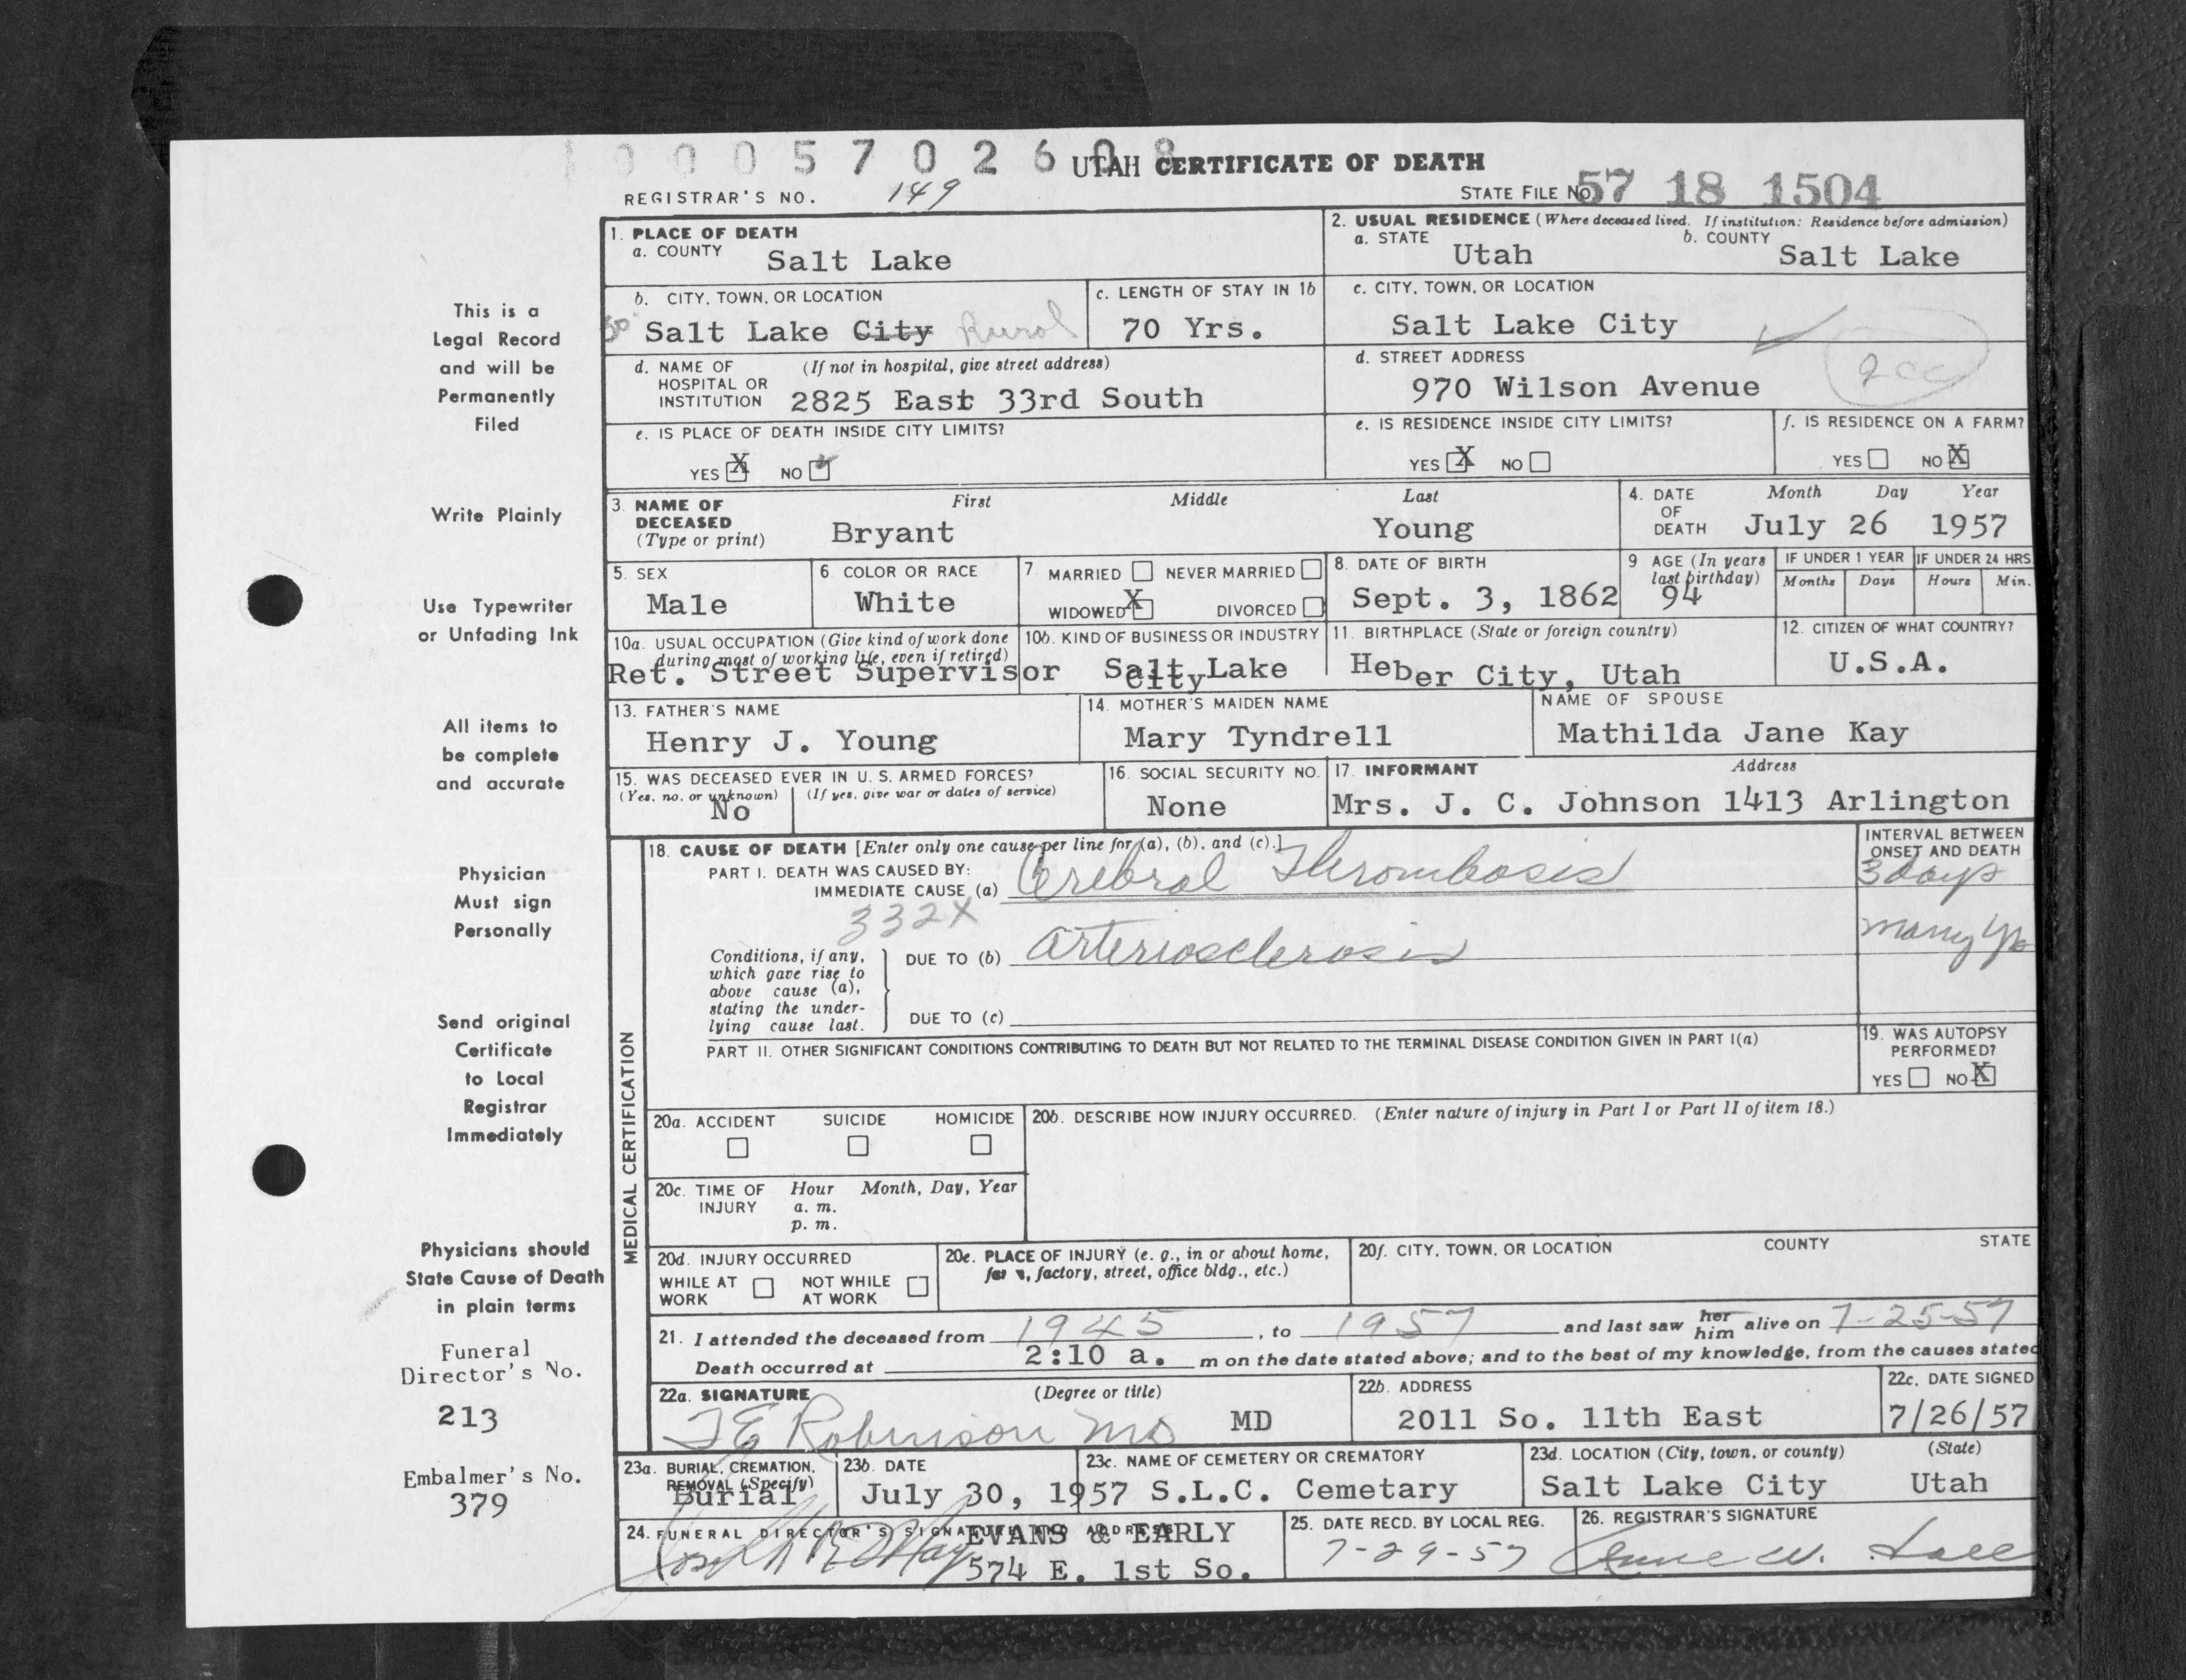 1 0 0 0 5 7 0 2 6 0 8
UTAH CERTIFICATE OF DEATH
REGISTRAR'S NO. 149
STATE FILE NO. 57 18 1504
1. PLACE OF DEATH
a. COUNTY Salt Lake
2. USUAL RESIDENCE (Where deceased lived. If institution: Residence before admission)
a. STATE Utah b. COUNTY Salt Lake
b. CITY, TOWN, OR LOCATION
So Salt Lake City Rural
c. LENGTH OF STAY IN 1b
70 Yrs.
c. CITY, TOWN, OR LOCATION
Salt Lake City
d. NAME OF HOSPITAL OR INSTITUTION (If not in hospital, give street address)
2825 East 33rd South
d. STREET ADDRESS
970 Wilson Avenue
e. IS PLACE OF DEATH INSIDE CITY LIMITS?
YES X NO
e. IS RESIDENCE INSIDE CITY LIMITS?
YES X NO
f. IS RESIDENCE ON A FARM?
YES NO X
3. NAME OF DECEASED (Type or print)
First Middle Last
Bryant Young
4. DATE OF DEATH Month Day Year
July 26 1957
5. SEX
Male
6. COLOR OR RACE
White
7. MARRIED NEVER MARRIED
WIDOWED X DIVORCED
8. DATE OF BIRTH
Sept. 3, 1862
9. AGE (In years last birthday)
94
IF UNDER 1 YEAR
Months Days
IF UNDER 24 HRS.
Hours Min.
10a. USUAL OCCUPATION (Give kind of work done during most of working life, even if retired)
Ret. Street Supervisor
10b. KIND OF BUSINESS OR INDUSTRY
Salt Lake
City
11. BIRTHPLACE (State or foreign country)
Heber City, Utah
12. CITIZEN OF WHAT COUNTRY?
U.S.A.
13. FATHER'S NAME
Henry J. Young
14. MOTHER'S MAIDEN NAME
Mary Tyndrell
NAME OF SPOUSE
Mathilda Jane Kay
15. WAS DECEASED EVER IN U. S. ARMED FORCES?
(Yes, no, or unknown) (If yes, give war or dates of service)
No
16. SOCIAL SECURITY NO.
None
17. INFORMANT Address
Mrs. J. C. Johnson 1413 Arlington
MEDICAL CERTIFICATION
18. CAUSE OF DEATH [Enter only one cause per line for (a), (b), and (c).]
PART I. DEATH WAS CAUSED BY:
IMMEDIATE CAUSE (a) Cerebral Thrombosis
332X
Conditions, if any,
which gave rise to
above cause (a),
stating the under-
lying cause last.
DUE TO (b) Arteriosclerosis
DUE TO (c)
INTERVAL BETWEEN
ONSET AND DEATH
3 days
many yrs
PART II. OTHER SIGNIFICANT CONDITIONS CONTRIBUTING TO DEATH BUT NOT RELATED TO THE TERMINAL DISEASE CONDITION GIVEN IN PART I(a)
19. WAS AUTOPSY
PERFORMED?
YES NO X
20a. ACCIDENT SUICIDE HOMICIDE
20b. DESCRIBE HOW INJURY OCCURRED. (Enter nature of injury in Part I or Part II of item 18.)
20c. TIME OF INJURY Hour Month, Day, Year
a. m.
p. m.
20d. INJURY OCCURRED
WHILE AT WORK NOT WHILE AT WORK
20e. PLACE OF INJURY (e. g., in or about home,
farm, factory, street, office bldg., etc.)
20f. CITY, TOWN, OR LOCATION COUNTY STATE
21. I attended the deceased from 1945, to 1957 and last saw her him alive on 7-25-57
Death occurred at 2:10 a. m on the date stated above; and to the best of my knowledge, from the causes stated
22a. SIGNATURE (Degree or title)
T E Robinson MD MD
22b. ADDRESS
2011 So. 11th East
22c. DATE SIGNED
7/26/57
23a. BURIAL, CREMATION, REMOVAL (Specify)
Burial
23b. DATE
July 30, 1957
23c. NAME OF CEMETERY OR CREMATORY
S.L.C. Cemetary
23d. LOCATION (City, town, or county) (State)
Salt Lake City Utah
24. FUNERAL DIRECTOR'S SIGNATURE AND ADDRESS
EVANS & EARLY
574 E. 1st So.
25. DATE RECD. BY LOCAL REG.
7-29-57
26. REGISTRAR'S SIGNATURE
This is a
Legal Record
and will be
Permanently
Filed
Write Plainly
Use Typewriter
or Unfading Ink
All items to
be complete
and accurate
Physician
Must sign
Personally
Send original
Certificate
to Local
Registrar
Immediately
Physicians should
State Cause of Death
in plain terms
Funeral
Director's No.
213
Embalmer's No.
379